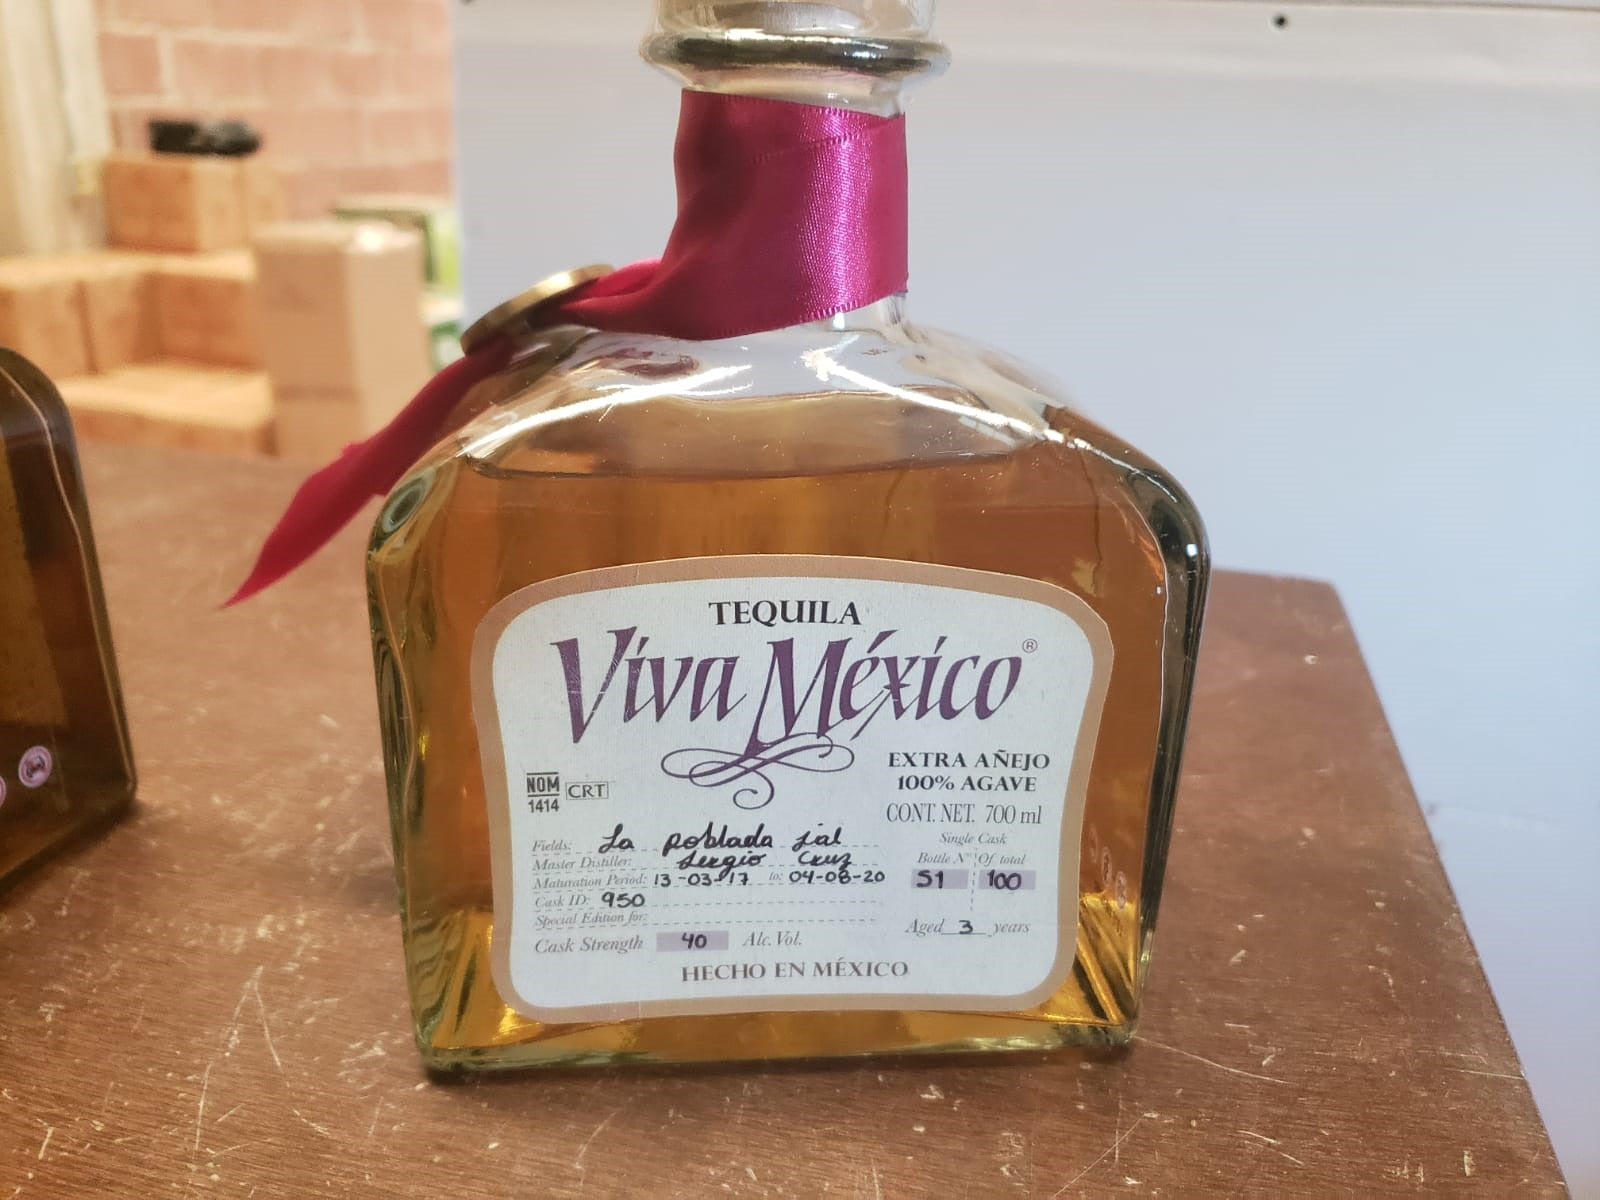 TEQUILA
Viva México®
EXTRA AÑEJO
100% AGAVE
CONT. NET. 700 ml
NOM
1414
CRT
Fields: La poblada Jal
Master Distiller: Sergio Cruz
Maturation Period: 13-03-17 to: 04-08-20
Cask ID: 950
Special Edition for:
Cask Strength 40 Alc. Vol.
Single Cask
Bottle N° Of total
51 100
Aged 3 years
HECHO EN MÉXICO